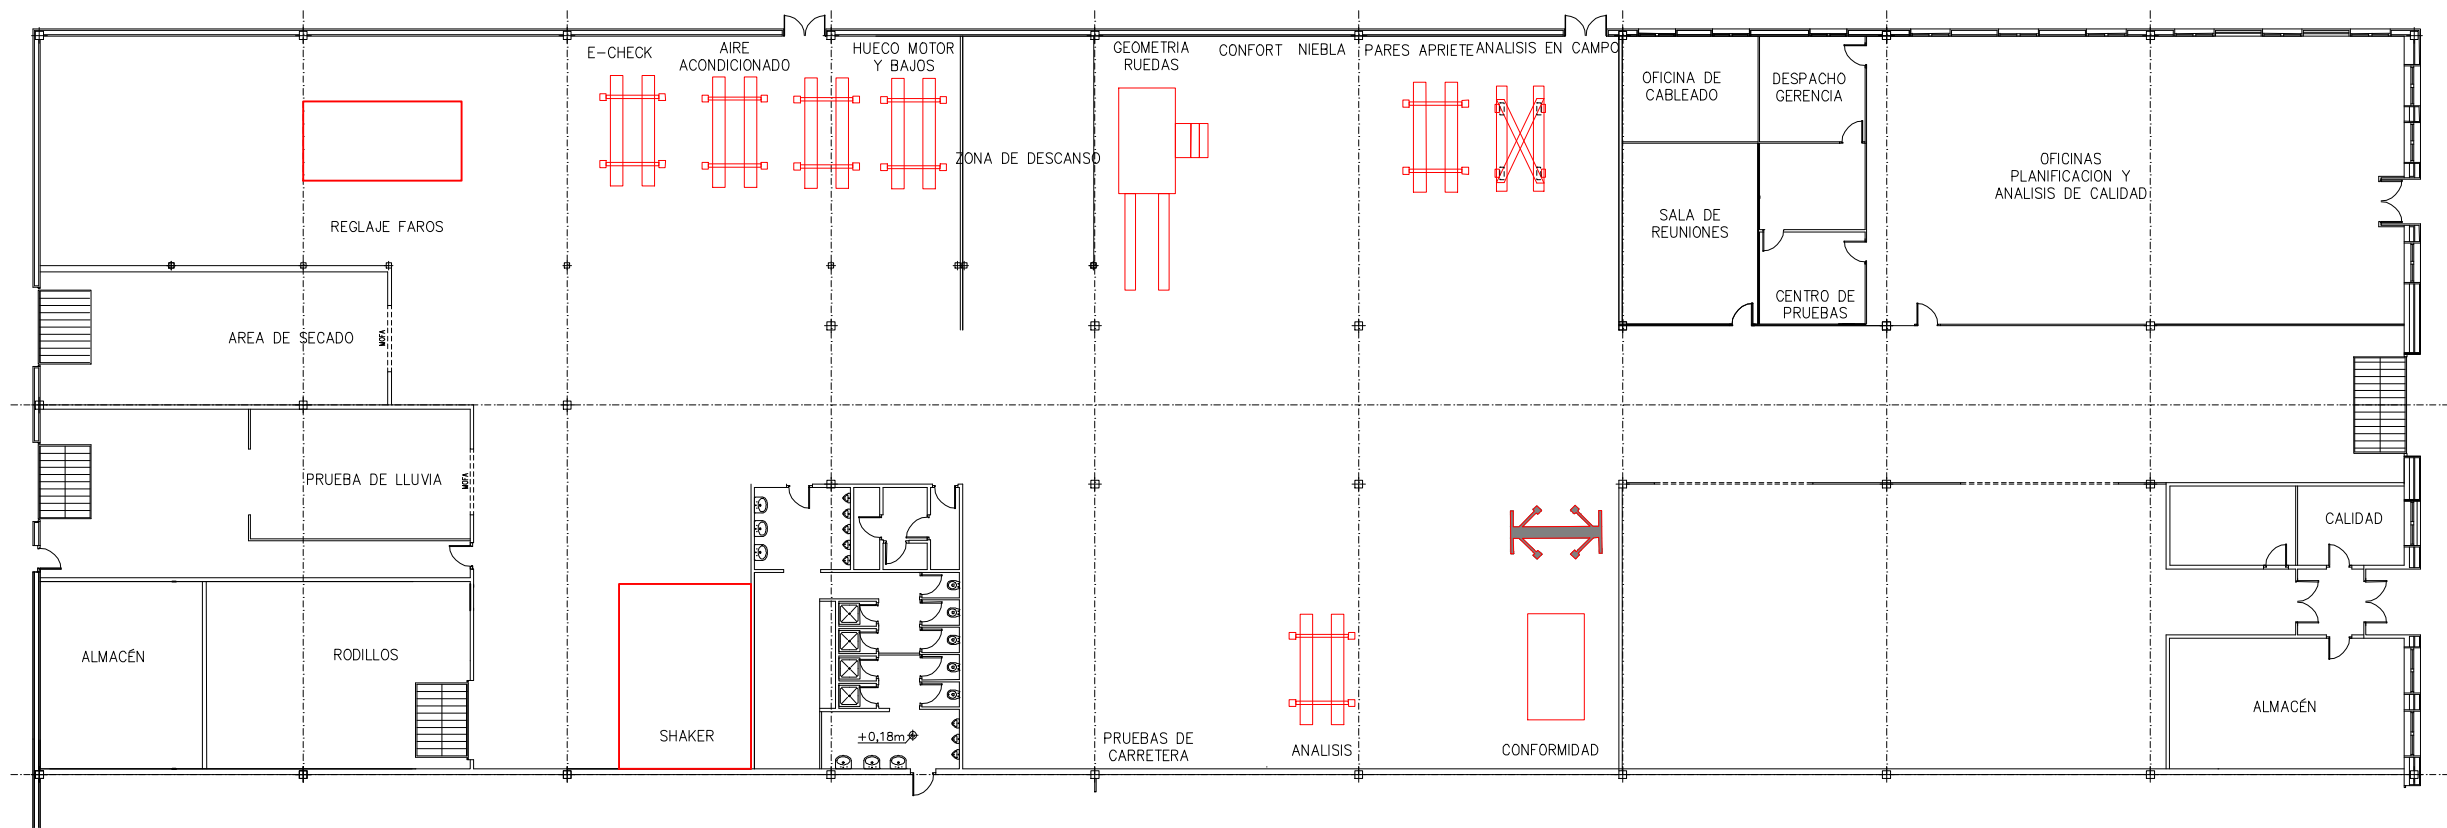 E-CHECK
AIRE
ACONDICIONADO
HUECO MOTOR
Y BAJOS
GEOMETRIA
RUEDAS
CONFORT
NIEBLA
PARES APRIETE
ANALISIS EN CAMPO
OFICINA DE
CABLEADO
DESPACHO
GERENCIA
ZONA DE DESCANSO
OFICINAS
PLANIFICACION Y
ANALISIS DE CALIDAD
REGLAJE FAROS
SALA DE
REUNIONES
CENTRO DE
PRUEBAS
AREA DE SECADO
MOFA
PRUEBA DE LLUVIA
MOFA
CALIDAD
ALMACÉN
RODILLOS
SHAKER
+0,18m
PRUEBAS DE
CARRETERA
ANALISIS
CONFORMIDAD
ALMACÉN